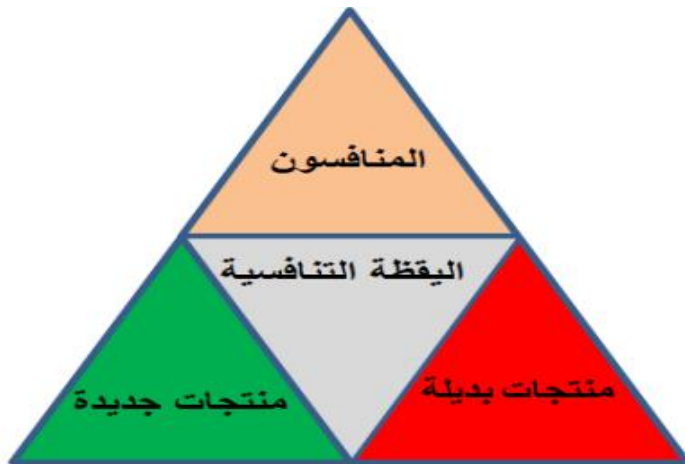 المنافسون
اليقظة التنافسية
منتجات بديلة
منتجات جديدة